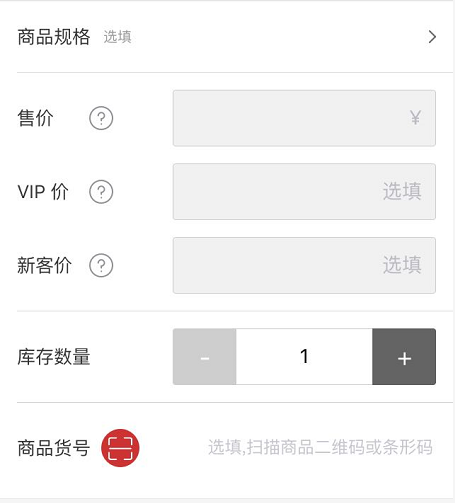 商品规格 选填
售价 ? ¥
VIP 价 ? 选填
新客价 ? 选填
库存数量 - 1 +
商品货号 选填,扫描商品二维码或条形码